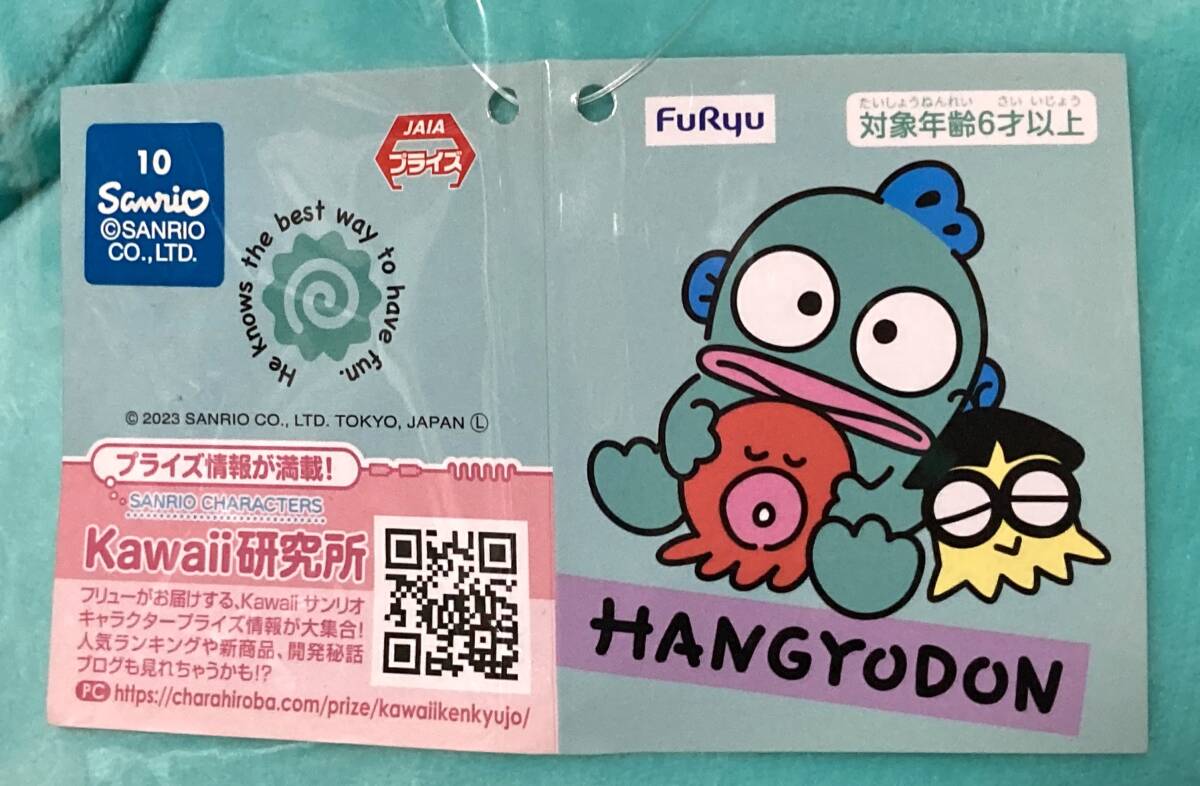 10
Sanrio
©SANRIO
CO.,LTD.
JAIA
プライズ
He knows the best way to have fun.
© 2023 SANRIO CO., LTD. TOKYO, JAPAN Ⓛ
プライズ情報が満載!
SANRIO CHARACTERS
Kawaii研究所
フリューがお届けする、Kawaii サンリオ
キャラクタープライズ情報が大集合!
人気ランキングや新商品、開発秘話
ブログも見れちゃうかも!?
PC https://charahiroba.com/prize/kawaiikenkyujo/
FuRyu
たいしょうねんれい さい いじょう
対象年齢6才以上
HANGYODON